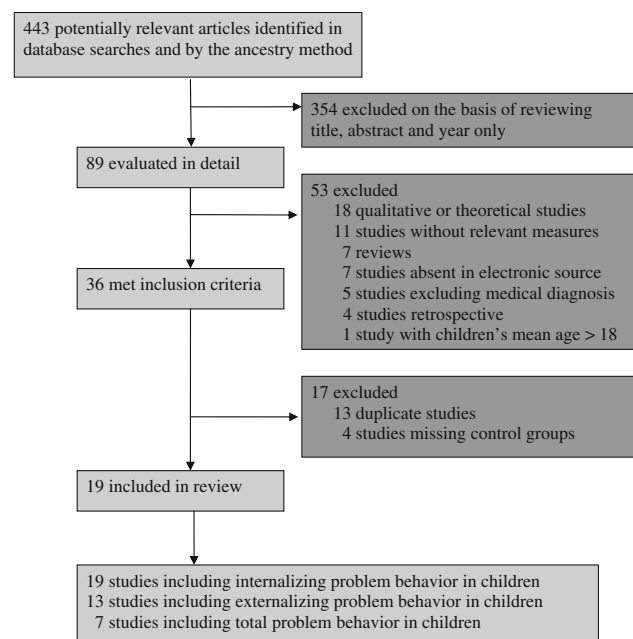 443 potentially relevant articles identified in
database searches and by the ancestry method
354 excluded on the basis of reviewing
title, abstract and year only
89 evaluated in detail
53 excluded
18 qualitative or theoretical studies
11 studies without relevant measures
7 reviews
7 studies absent in electronic source
5 studies excluding medical diagnosis
4 studies retrospective
1 study with children's mean age > 18
36 met inclusion criteria
17 excluded
13 duplicate studies
4 studies missing control groups
19 included in review
19 studies including internalizing problem behavior in children
13 studies including externalizing problem behavior in children
7 studies including total problem behavior in children